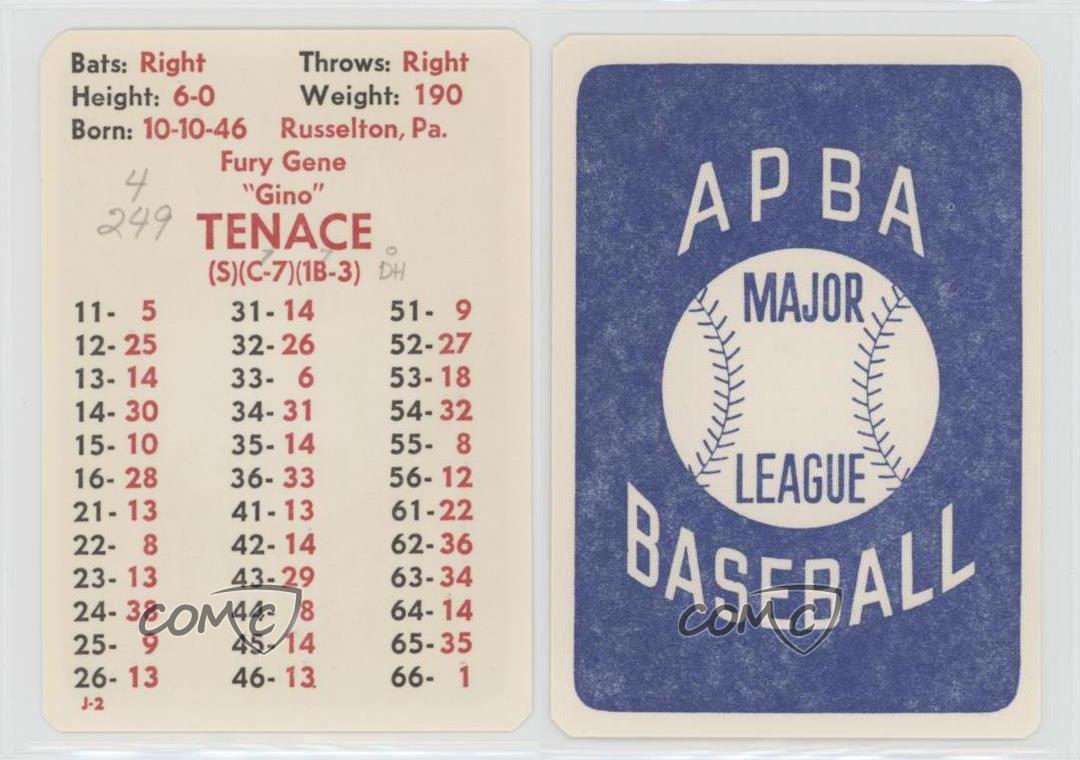 Bats: Right Throws: Right
Height: 6-0 Weight: 190
Born: 10-10-46 Russelton, Pa.
Fury Gene
4
"Gino"
249
TENACE
(S)(C-7)(1B-3)
7 7 0
DH
11- 5 31- 14 51- 9
12- 25 32- 26 52- 27
13- 14 33- 6 53- 18
14- 30 34- 31 54- 32
15- 10 35- 14 55- 8
16- 28 36- 33 56- 12
21- 13 41- 13 61- 22
22- 8 42- 14 62- 36
23- 13 43- 29 63- 34
24- 38 44- 8 64- 14
25- 9 45- 14 65- 35
26- 13 46- 13 66- 1
J-2
COMC
APBA
MAJOR
LEAGUE
BASEBALL
COMC